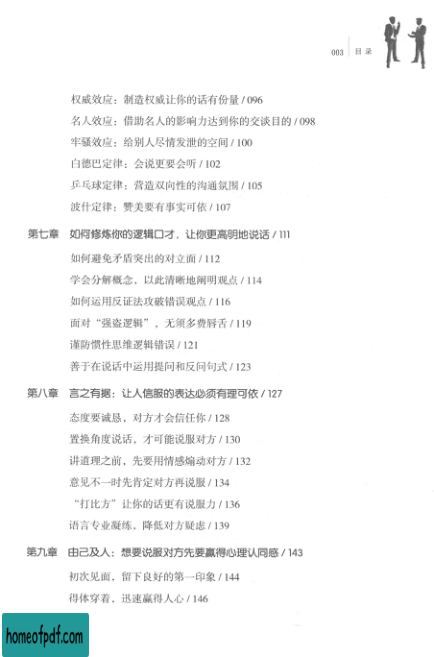 003 目录
权威效应：制造权威让你的话有份量 / 096
名人效应：借助名人的影响力达到你的交谈目的 / 098
牢骚效应：给别人尽情发泄的空间 / 100
白德巴定律：会说更要会听 / 102
乒乓球定律：营造双向性的沟通氛围 / 105
波什定律：赞美要有事实可依 / 107
第七章 如何修炼你的逻辑口才，让你更高明地说话 / 111
如何避免矛盾突出的对立面 / 112
学会分解概念，以此清晰地阐明观点 / 114
如何运用反证法攻破错误观点 / 116
面对“强盗逻辑”，无须多费唇舌 / 119
谨防惯性思维逻辑错误 / 121
善于在说话中运用提问和反问句式 / 123
第八章 言之有据：让人信服的表达必须有理可依 / 127
态度要诚恳，对方才会信任你 / 128
置换角度说话，才可能说服对方 / 130
讲道理之前，先要用情感煽动对方 / 132
意见不一时先肯定对方再说服 / 134
“打比方”让你的话更有说服力 / 136
语言专业凝练，降低对方疑虑 / 139
第九章 由己及人：想要说服对方先要赢得心理认同感 / 143
初次见面，留下良好的第一印象 / 144
得体穿着，迅速赢得人心 / 146
homeofpdf.com